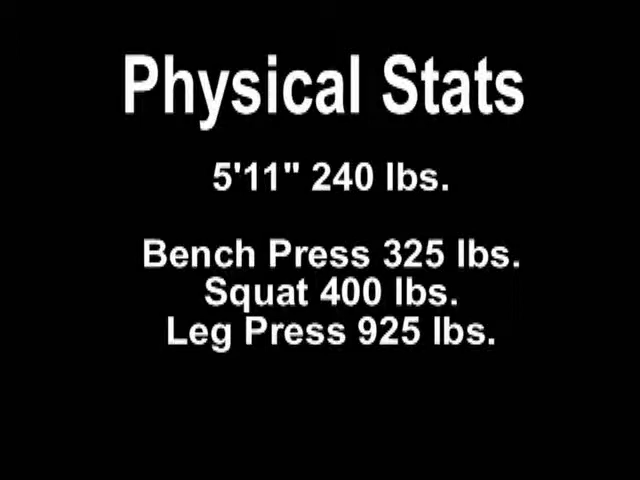 Physical Stats
5'11" 240 lbs.
Bench Press 325 lbs.
Squat 400 lbs.
Leg Press 925 lbs.